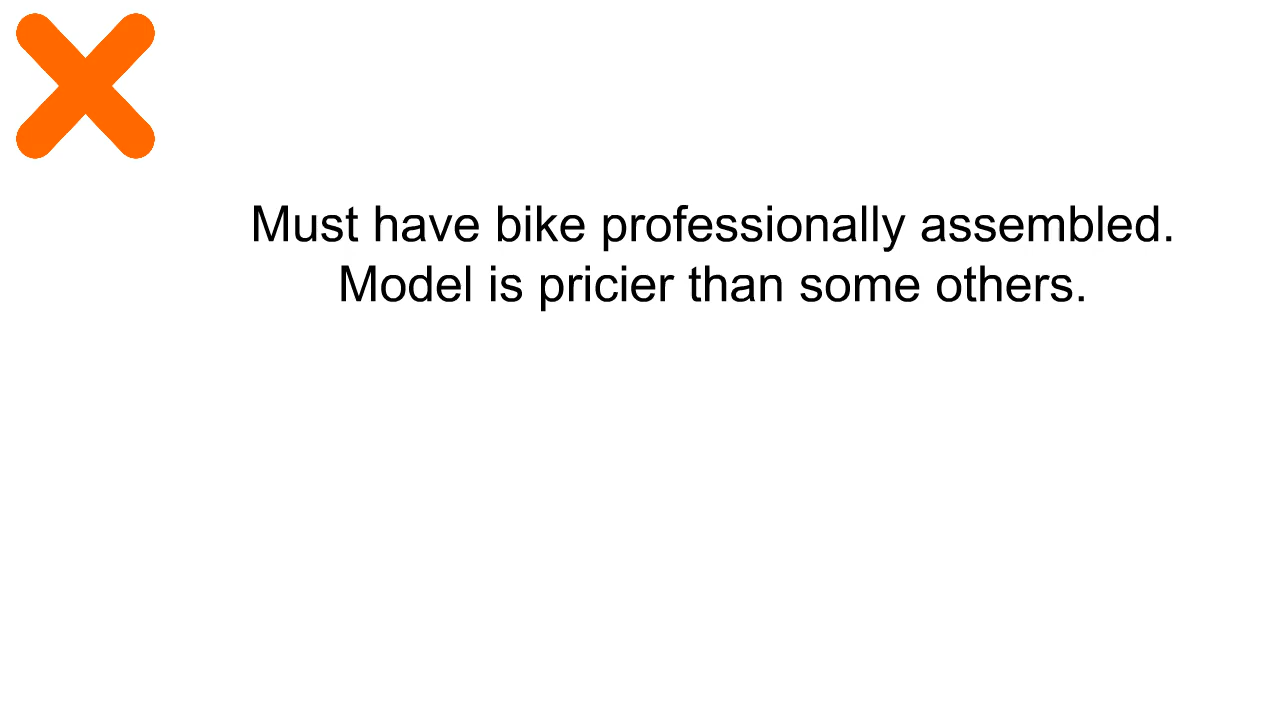 Must have bike professionally assembled.
Model is pricier than some others.